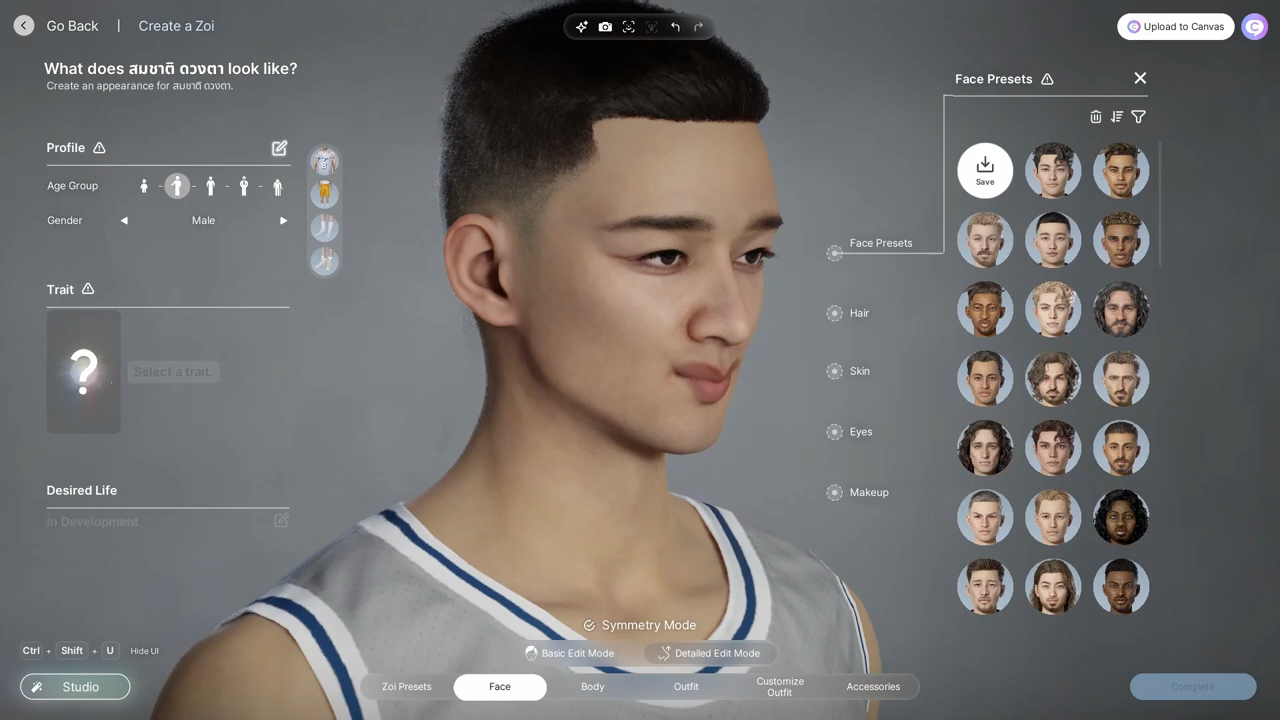 Go Back | Create a Zoi
Upload to Canvas
What does สมชาติ ดวงตา look like?
Create an appearance for สมชาติ ดวงตา.
Profile
Age Group
Gender
Male
Trait
Select a trait.
Desired Life
In Development
Face Presets
Save
Face Presets
Hair
Skin
Eyes
Makeup
Symmetry Mode
Basic Edit Mode
Detailed Edit Mode
Ctrl + Shift + U Hide UI
Studio
Zoi Presets
Face
Body
Outfit
Customize
Outfit
Accessories
Complete